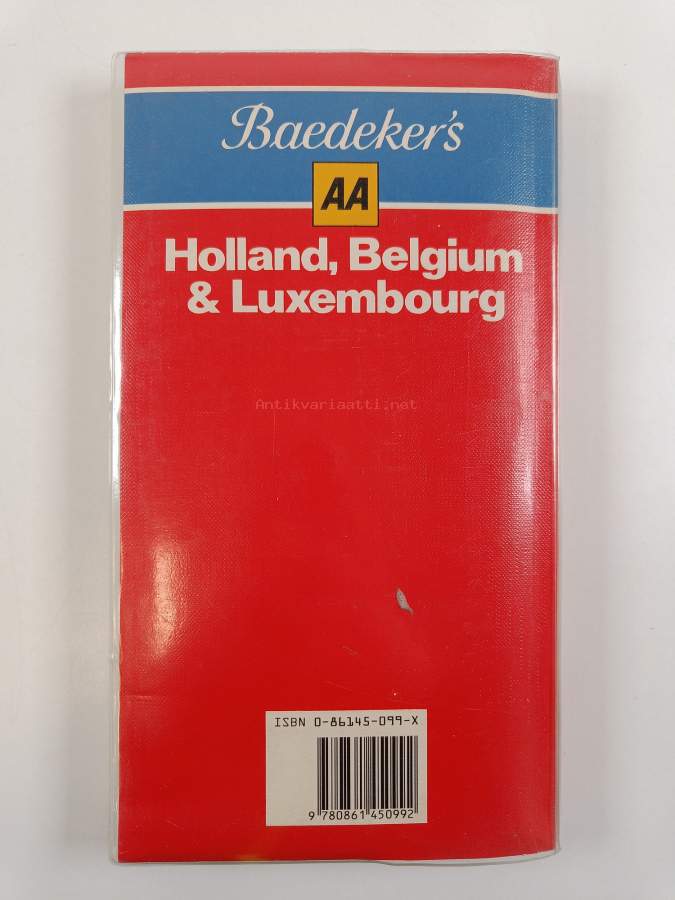 Baedeker's
AA
Holland, Belgium
& Luxembourg
Antikvariaatti.net
ISBN 0-86145-099-X
9 780861 450992